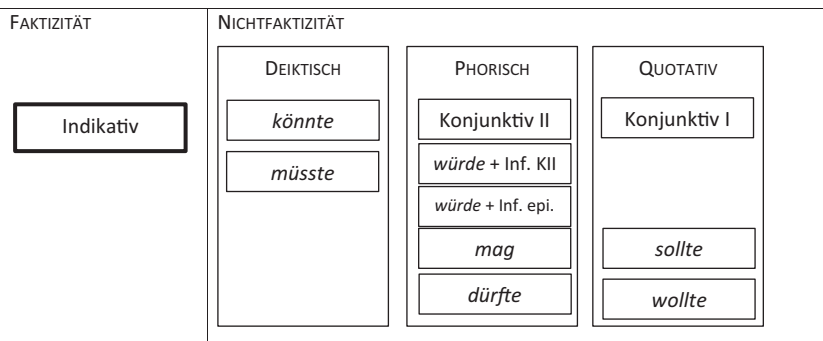 FAKTIZITÄT
NICHTFAKTIZITÄT
Indikativ
DEIKTISCH
könnte
müsste
PHORISCH
Konjunktiv II
würde + Inf. KII
würde + Inf. epi.
mag
dürfte
QUOTATIV
Konjunktiv I
sollte
wollte